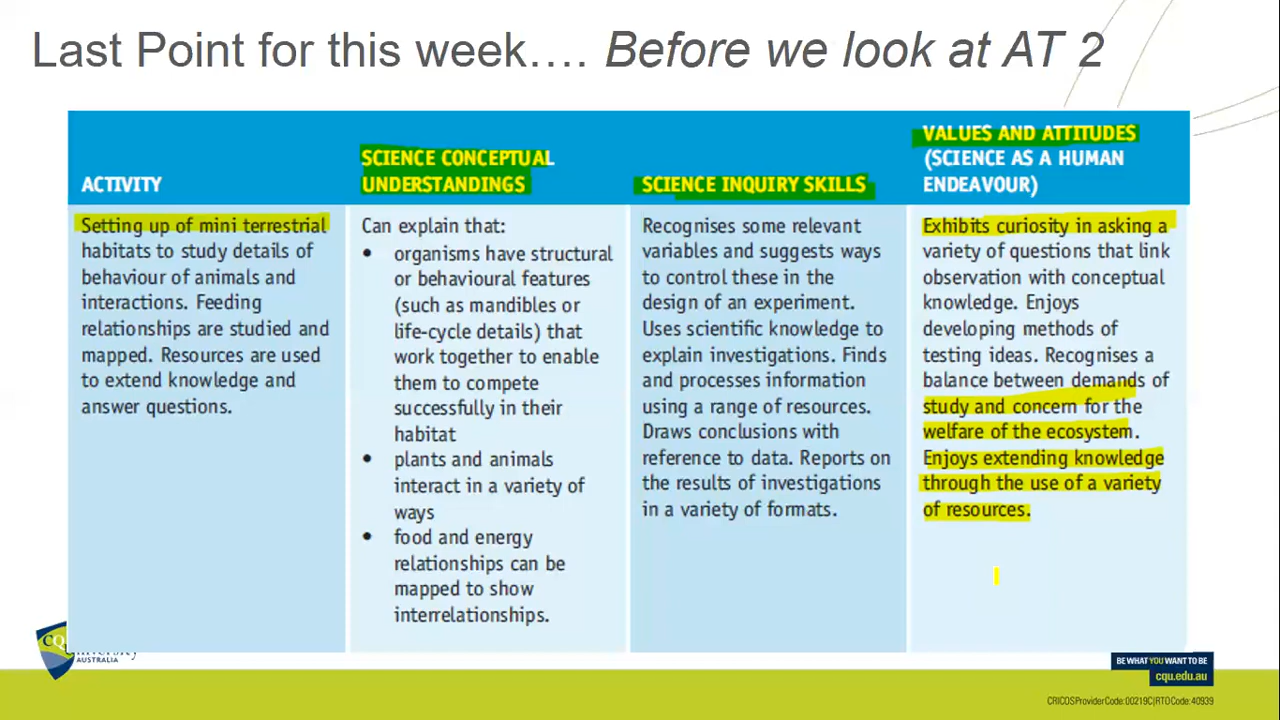 Last Point for this week.... Before we look at AT 2
ACTIVITY
SCIENCE CONCEPTUAL
UNDERSTANDINGS
SCIENCE INQUIRY SKILLS
VALUES AND ATTITUDES
(SCIENCE AS A HUMAN
ENDEAVOUR)
Setting up of mini terrestrial
habitats to study details of
behaviour of animals and
interactions. Feeding
relationships are studied and
mapped. Resources are used
to extend knowledge and
answer questions.
Can explain that:
• organisms have structural
or behavioural features
(such as mandibles or
life-cycle details) that
work together to enable
them to compete
successfully in their
habitat
• plants and animals
interact in a variety of
ways
• food and energy
relationships can be
mapped to show
interrelationships.
Recognises some relevant
variables and suggests ways
to control these in the
design of an experiment.
Uses scientific knowledge to
explain investigations. Finds
and processes information
using a range of resources.
Draws conclusions with
reference to data. Reports on
the results of investigations
in a variety of formats.
Exhibits curiosity in asking a
variety of questions that link
observation with conceptual
knowledge. Enjoys
developing methods of
testing ideas. Recognises a
balance between demands of
study and concern for the
welfare of the ecosystem.
Enjoys extending knowledge
through the use of a variety
of resources.
CQ
AUSTRALIA
BE WHAT YOU WANT TO BE
cqu.edu.au
CRICOS Provider Code: 00219C | RTO Code: 40939